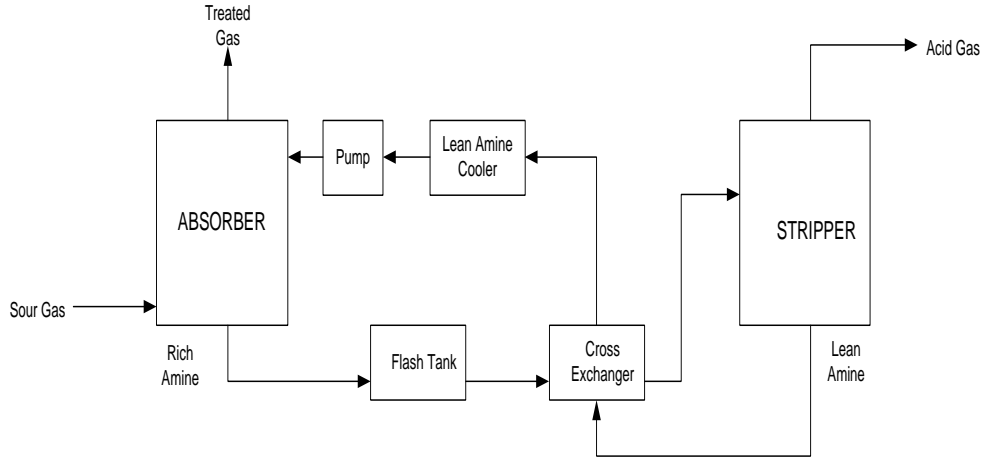 Treated
Gas
Acid Gas
Pump
Lean Amine
Cooler
ABSORBER
STRIPPER
Sour Gas
Rich
Amine
Flash Tank
Cross
Exchanger
Lean
Amine